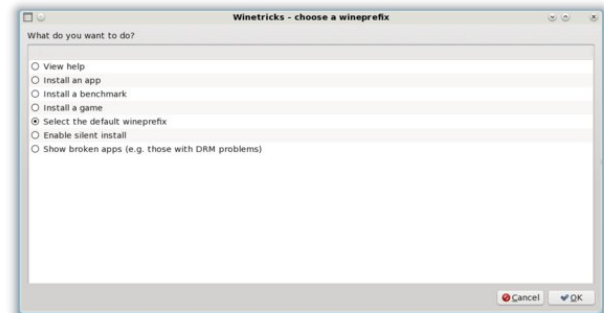 Winetricks - choose a wineprefix
What do you want to do?
View help
Install an app
Install a benchmark
Install a game
Select the default wineprefix
Enable silent install
Show broken apps (e.g. those with DRM problems)
Cancel OK